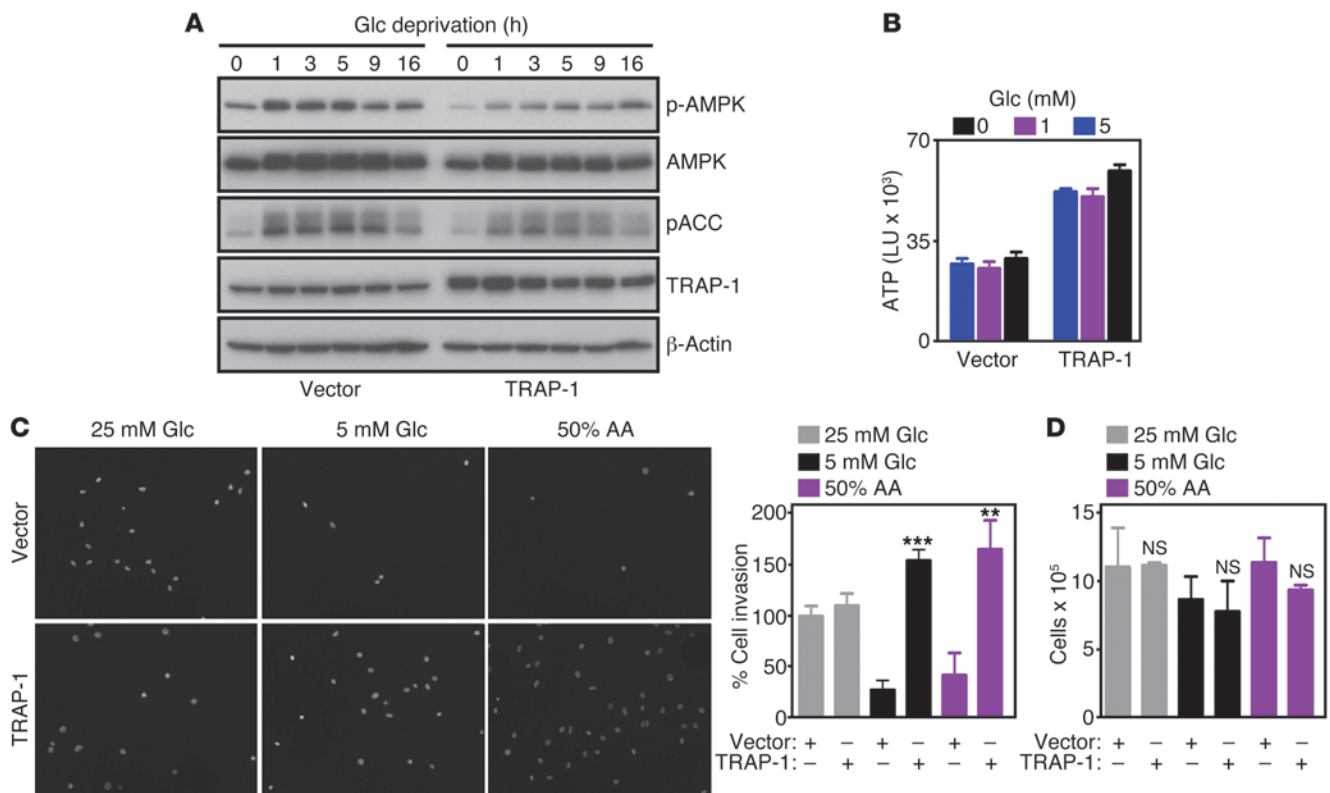 A
Glc deprivation (h)
0 1 3 5 9 16 0 1 3 5 9 16
p-AMPK
AMPK
pACC
TRAP-1
β-Actin
Vector TRAP-1
B
Glc (mM)
0 1 5
70
35
0
ATP (LU x 10³)
Vector TRAP-1
C
25 mM Glc 5 mM Glc 50% AA
Vector
TRAP-1
25 mM Glc
5 mM Glc
50% AA
200
150
100
50
0
% Cell invasion
*** **
Vector: + – + – + –
TRAP-1: – + – + – +
D
25 mM Glc
5 mM Glc
50% AA
15
10
5
0
Cells x 10⁵
NS NS NS
Vector: + – + – + –
TRAP-1: – + – + – +